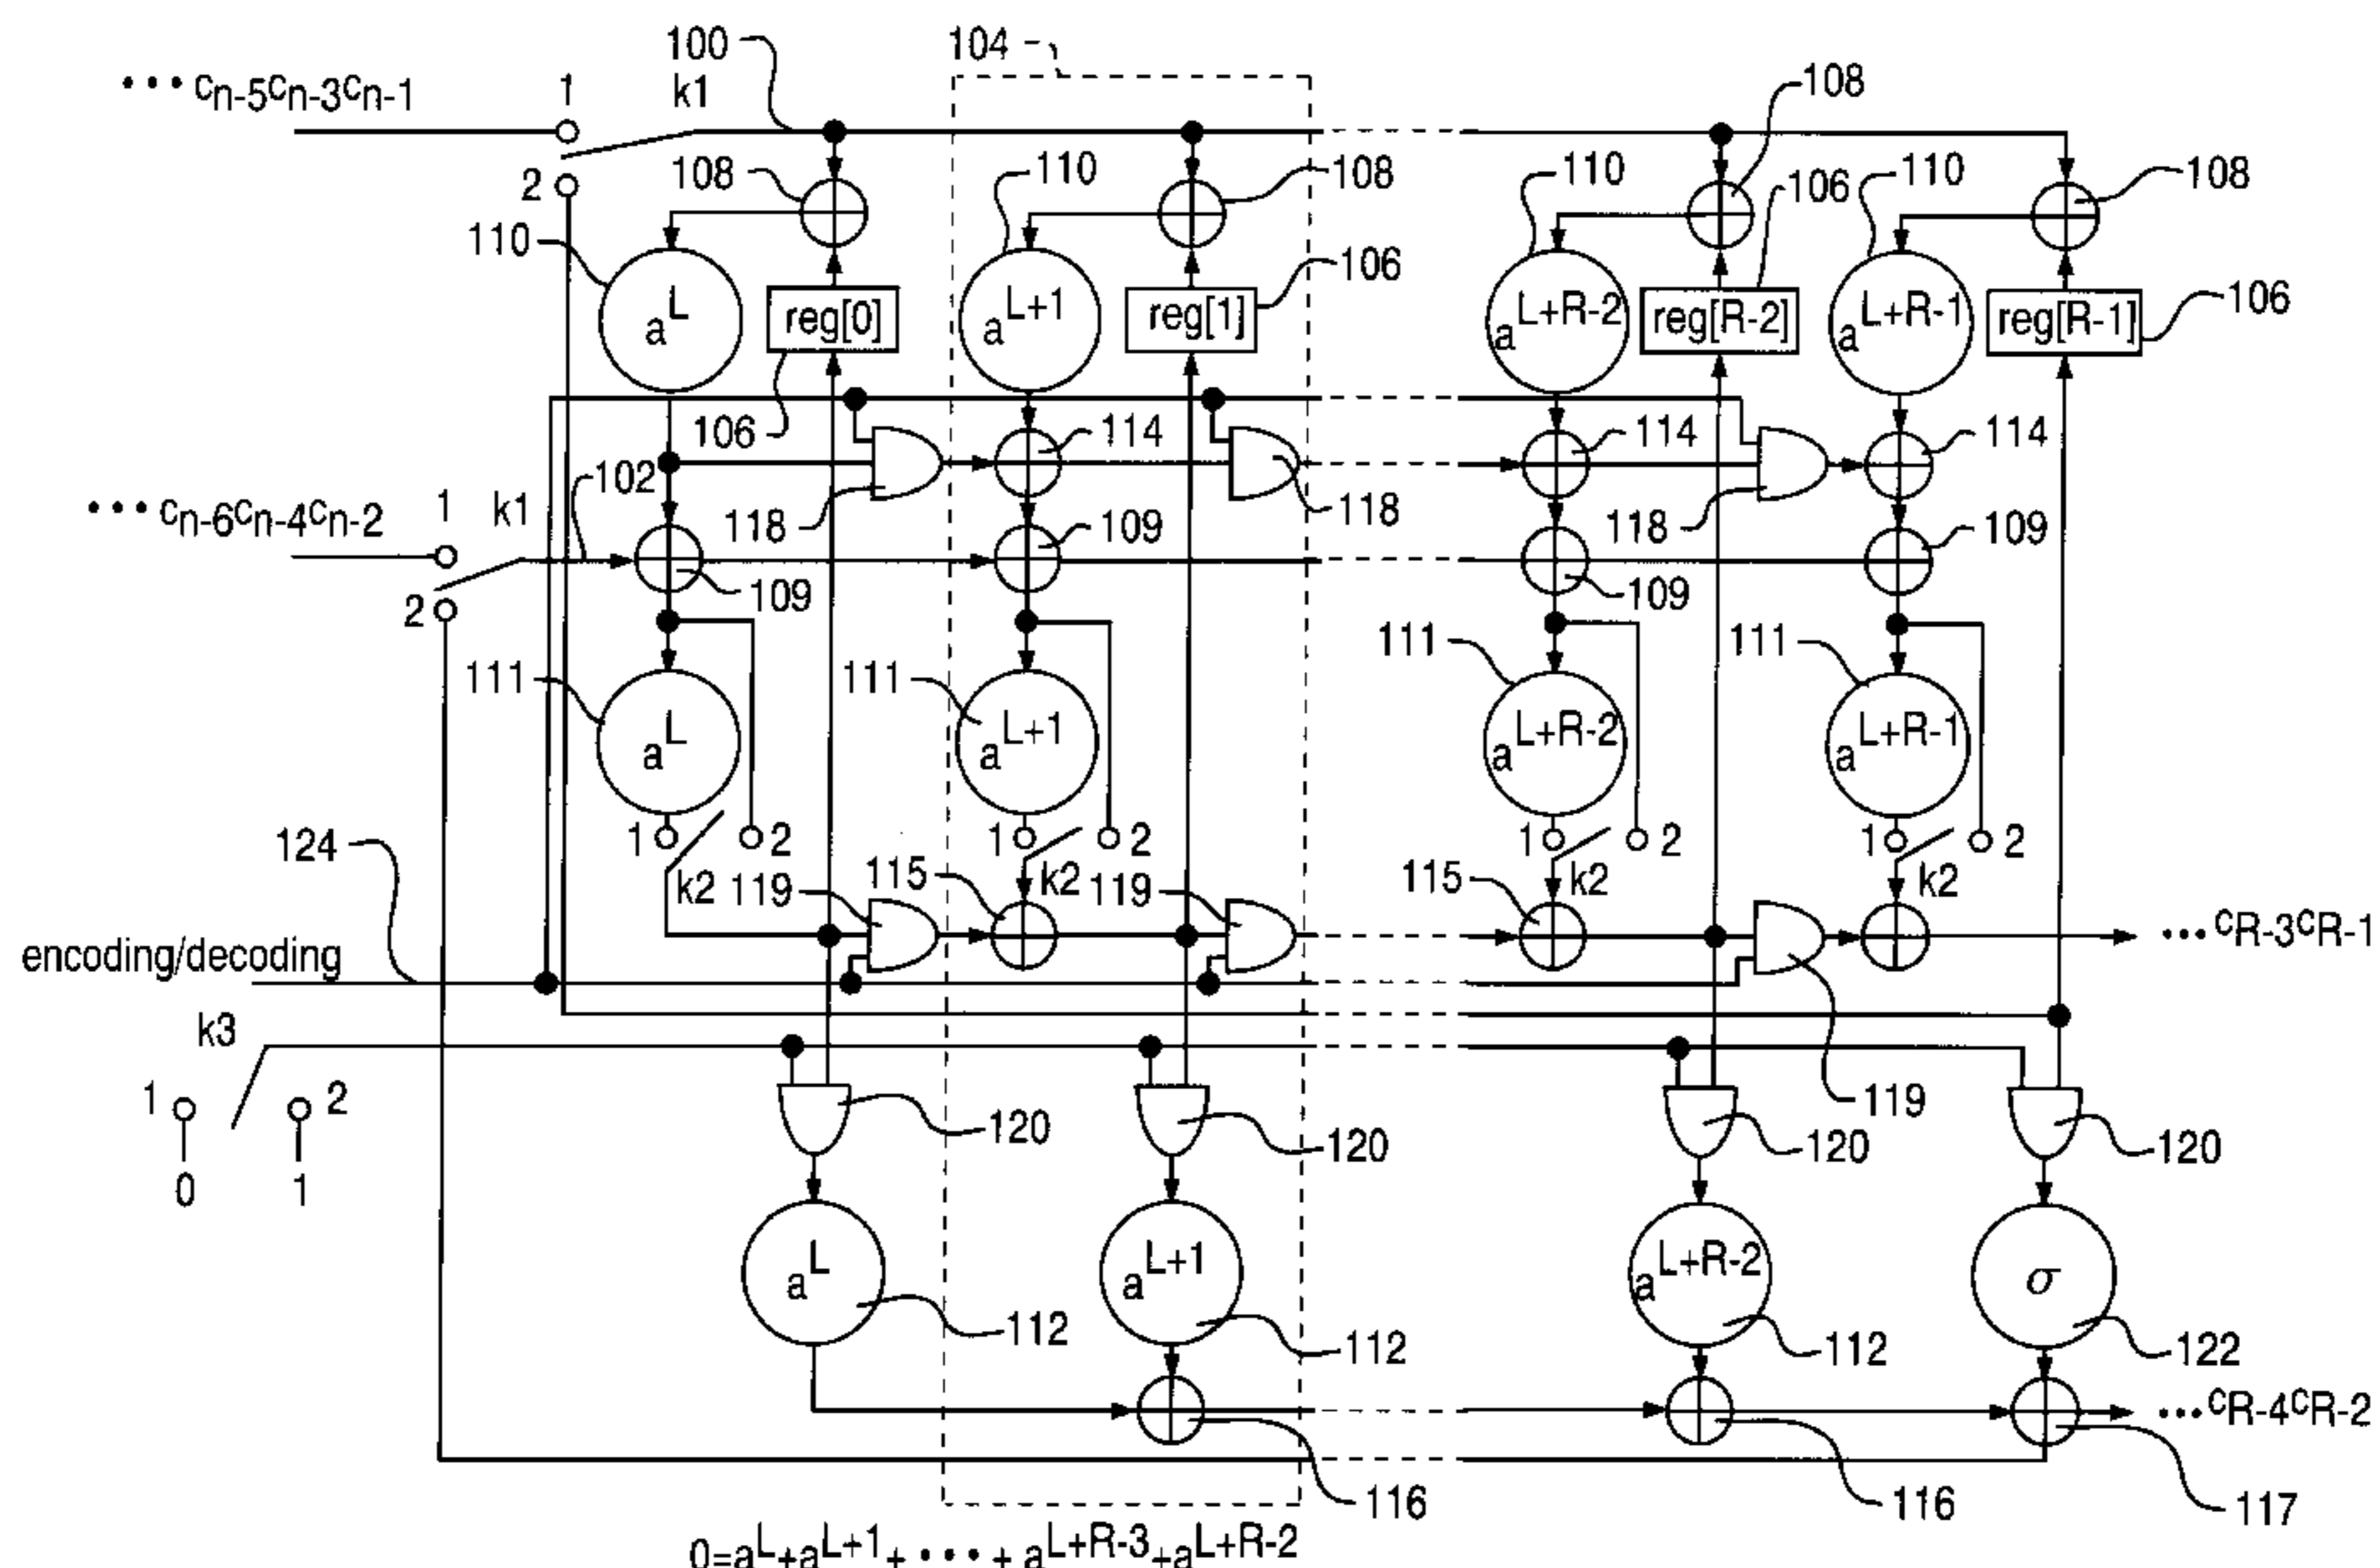 100
104
108
••• cn-5cn-3cn-1
1
k1
2
108
110
108
110
106
110
108
110
aL
reg[0]
aL+1
reg[1]
106
aL+R-2
reg[R-2]
aL+R-1
reg[R-1]
106
106
114
114
114
••• cn-6cn-4cn-2
1
k1
102
118
118
118
109
109
109
109
2
111
111
111
111
aL
aL+1
aL+R-2
aL+R-1
124
1
2
1
2
1
2
1
2
k2
119
115
k2
119
115
k2
k2
••• cR-3cR-1
encoding/decoding
k3
1
2
0
1
119
120
120
120
120
aL
aL+1
aL+R-2
σ
112
112
112
122
••• cR-4cR-2
116
116
117
0=aL+aL+1+ ••• + aL+R-3+aL+R-2